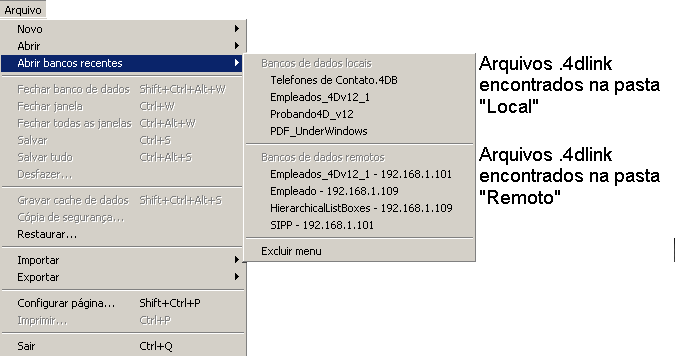 Arquivo
Novo
Abrir
Abrir bancos recentes
Fechar banco de dados Shift+Ctrl+Alt+W
Fechar janela Ctrl+W
Fechar todas as janelas Ctrl+Alt+W
Salvar Ctrl+S
Salvar tudo Ctrl+Alt+S
Desfazer...
Gravar cache de dados Shift+Ctrl+Alt+S
Cópia de segurança...
Restaurar...
Importar
Exportar
Configurar página... Shift+Ctrl+P
Imprimir... Ctrl+P
Sair Ctrl+Q
Bancos de dados locais
Telefones de Contato.4DB
Empleados_4Dv12_1
Probando4D_v12
PDF_UnderWindows
Bancos de dados remotos
Empleados_4Dv12_1 - 192.168.1.101
Empleado - 192.168.1.109
HierarchicalListBoxes - 192.168.1.109
SIPP - 192.168.1.101
Excluir menu
Arquivos .4dlink
encontrados na pasta
"Local"
Arquivos .4dlink
encontrados na pasta
"Remoto"